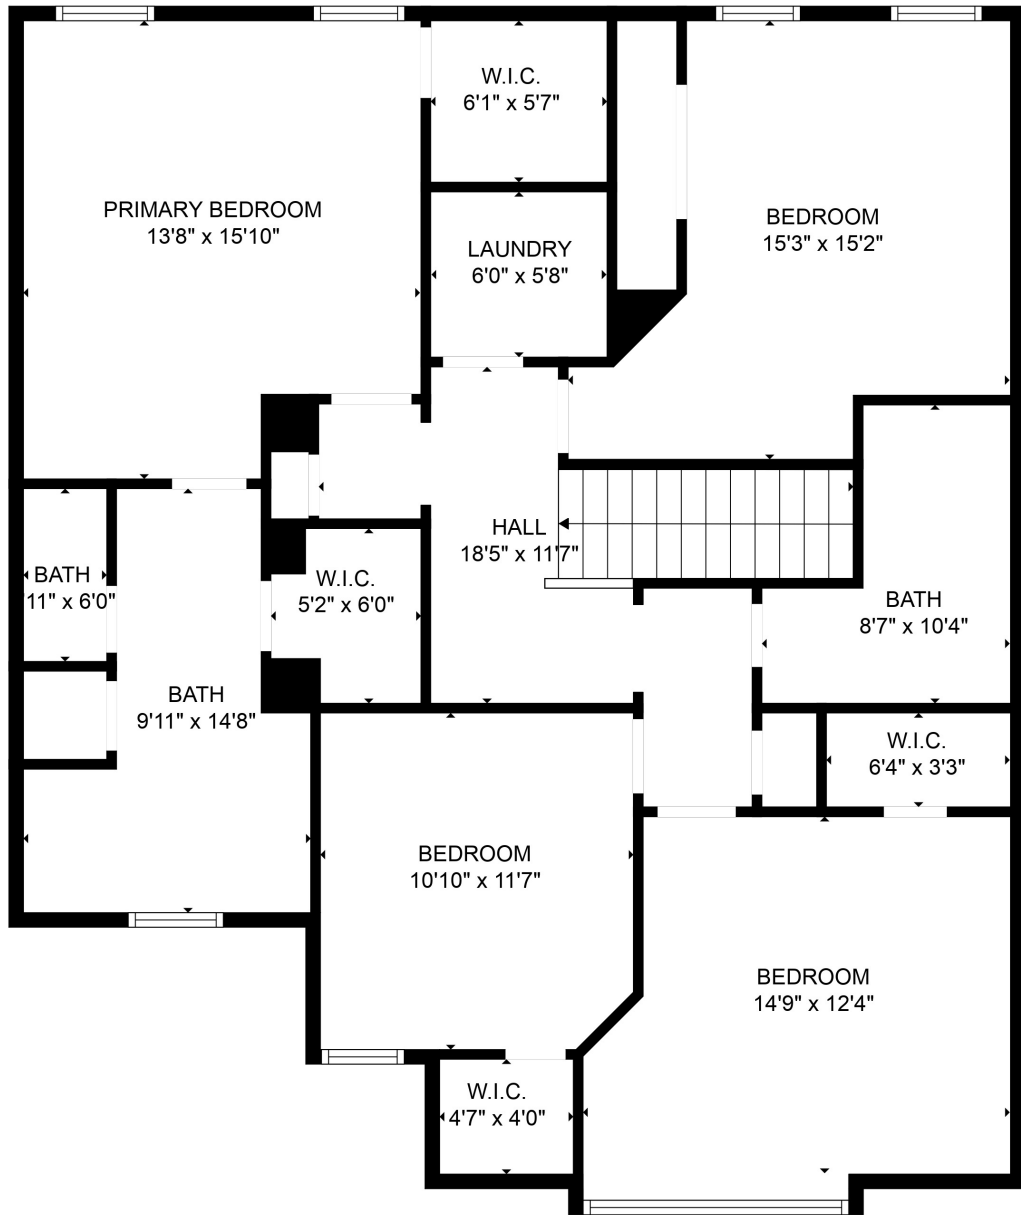 W.I.C.
6'1" x 5'7"
PRIMARY BEDROOM
13'8" x 15'10"
BEDROOM
15'3" x 15'2"
LAUNDRY
6'0" x 5'8"
HALL
18'5" x 11'7"
BATH
'11" x 6'0"
W.I.C.
5'2" x 6'0"
BATH
8'7" x 10'4"
BATH
9'11" x 14'8"
W.I.C.
6'4" x 3'3"
BEDROOM
10'10" x 11'7"
BEDROOM
14'9" x 12'4"
W.I.C.
4'7" x 4'0"